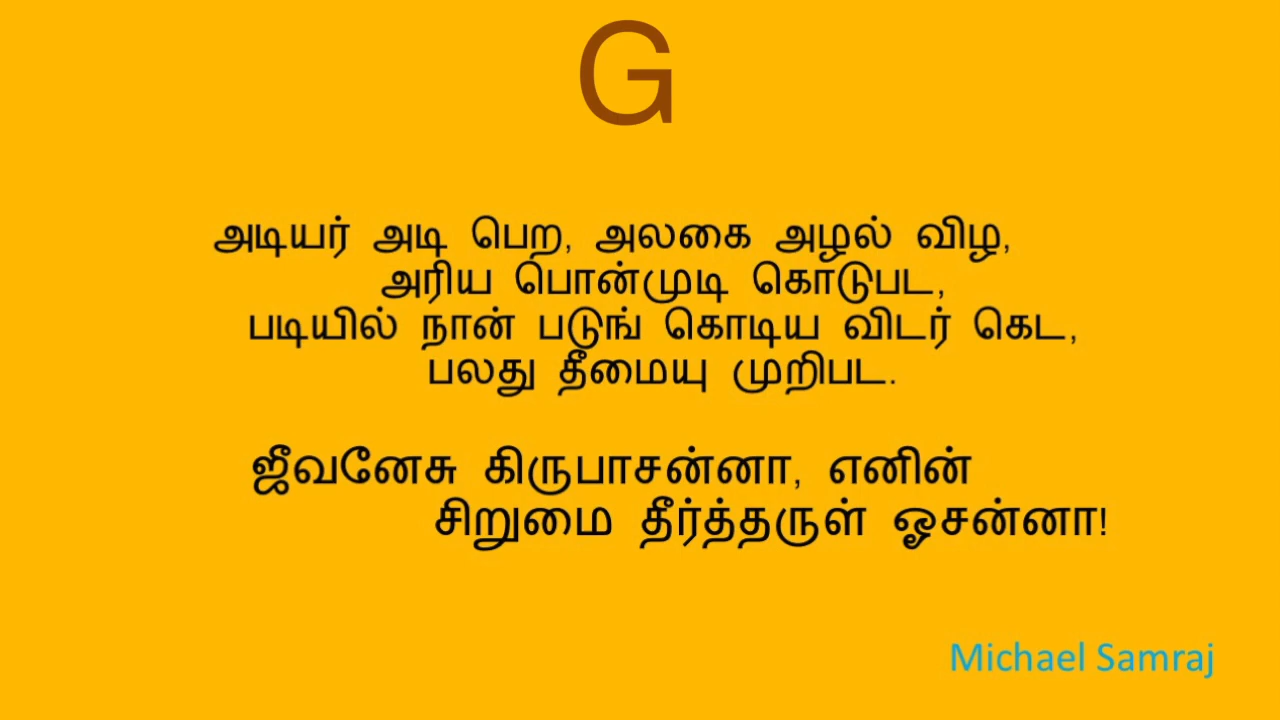 G
அடியர் அடி பெற, அலகை அழல் விழ,
அரிய பொன்முடி கொடுபட,
படியில் நான் படுங் கொடிய விடர் கெட,
பலது தீமையு முறிபட.
ஜீவனேசு கிருபாசன்னா, எனின்
சிறுமை தீர்த்தருள் ஓசன்னா!
Michael Samraj